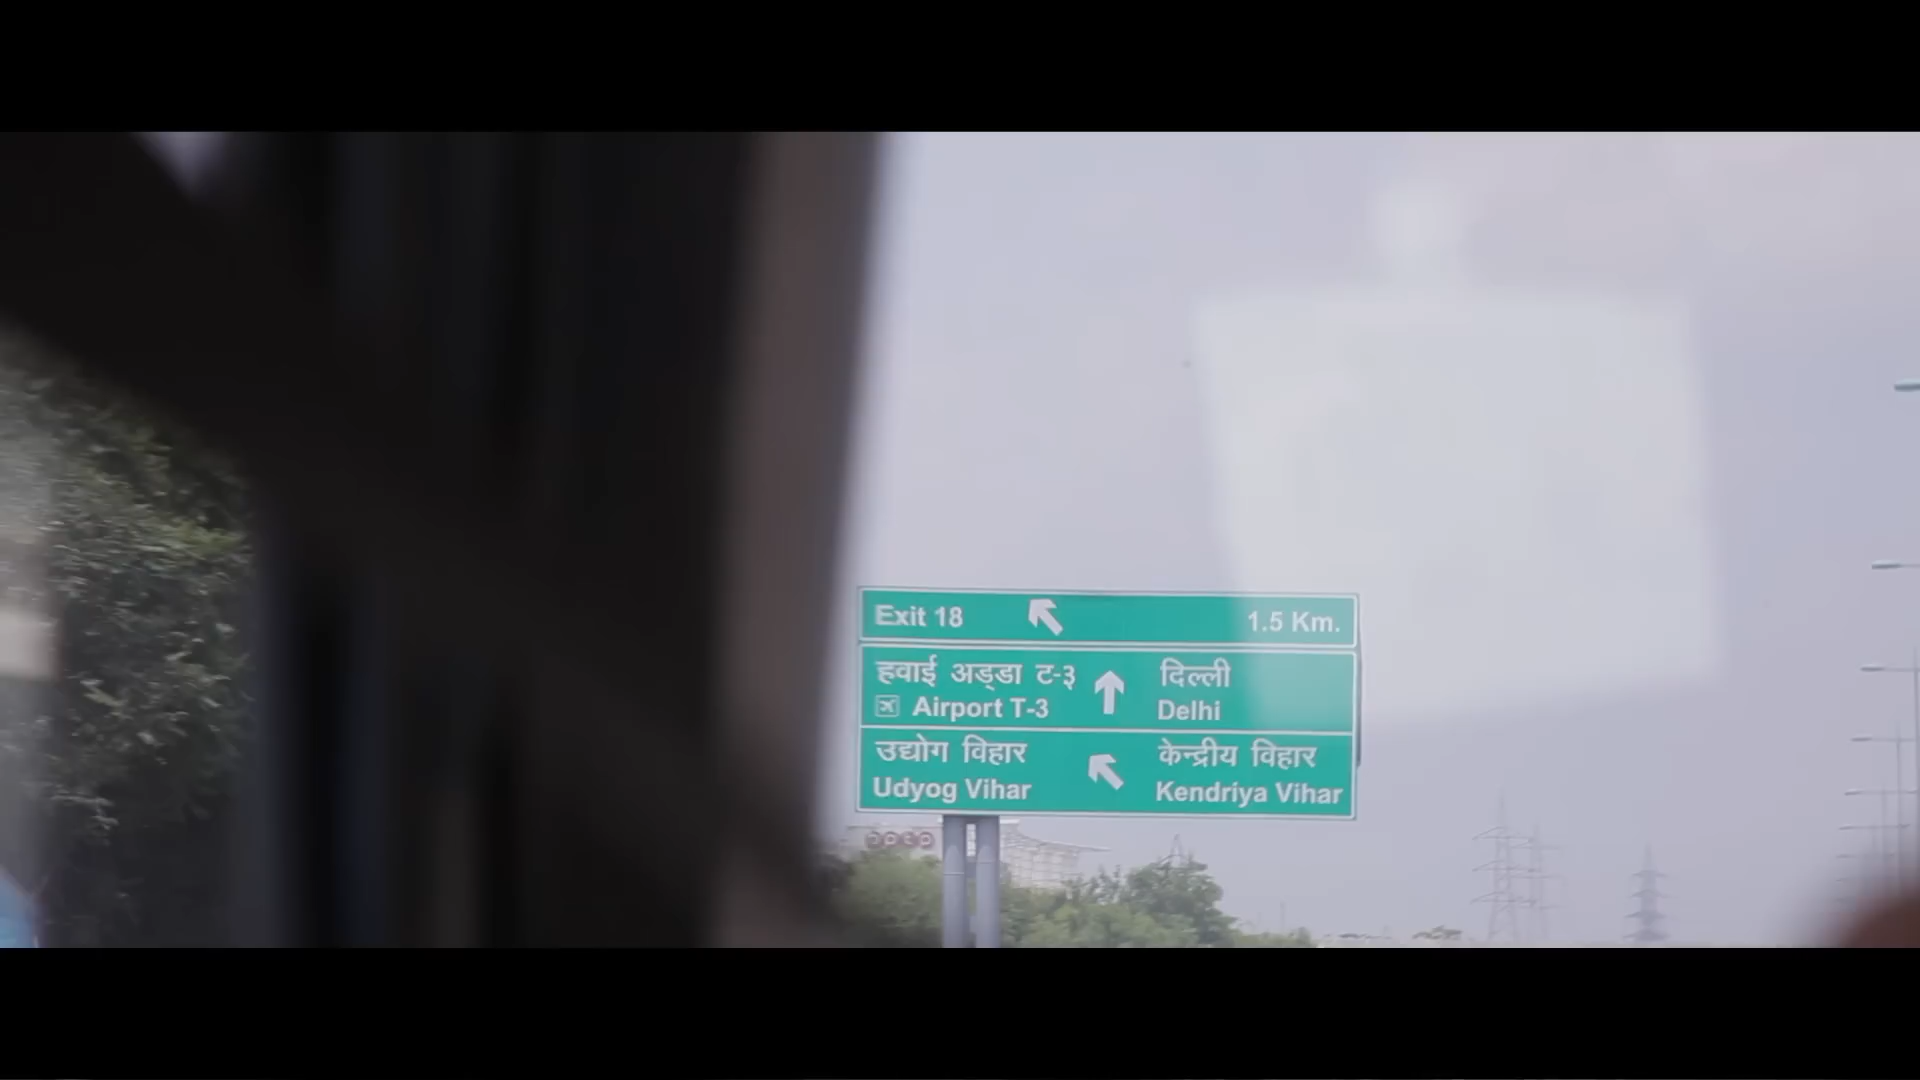 Exit 18 1.5 Km.
हवाई अड्डा ट-३ दिल्ली
Airport T-3 Delhi
उद्योग विहार केन्द्रीय विहार
Udyog Vihar Kendriya Vihar